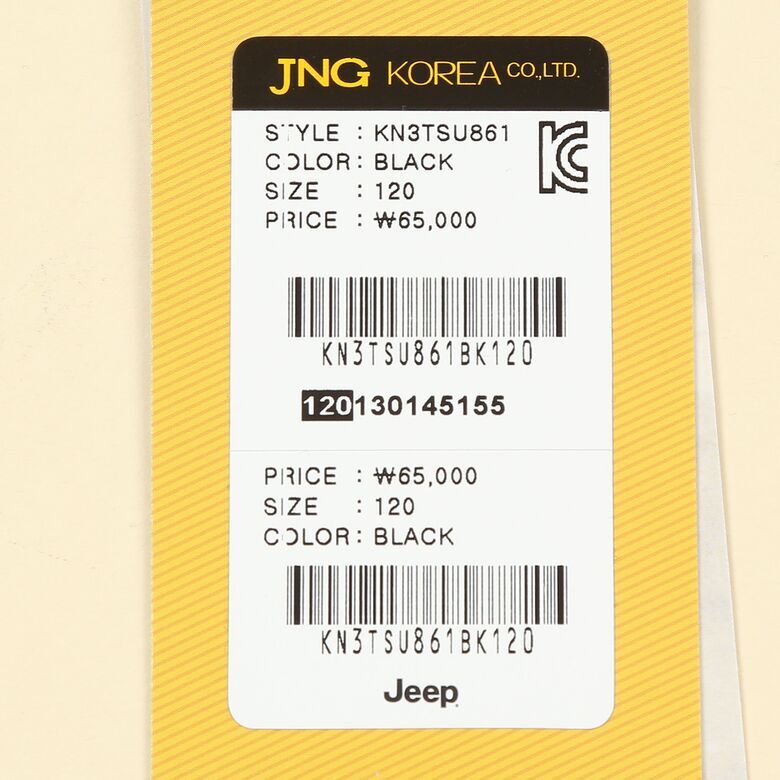 JNG KOREA CO.,LTD.
STYLE : KN3TSU861
COLOR : BLACK
SIZE : 120
PRICE : ₩65,000
KN3TSU861BK120
120130145155
PRICE : ₩65,000
SIZE : 120
COLOR : BLACK
KN3TSU861BK120
Jeep